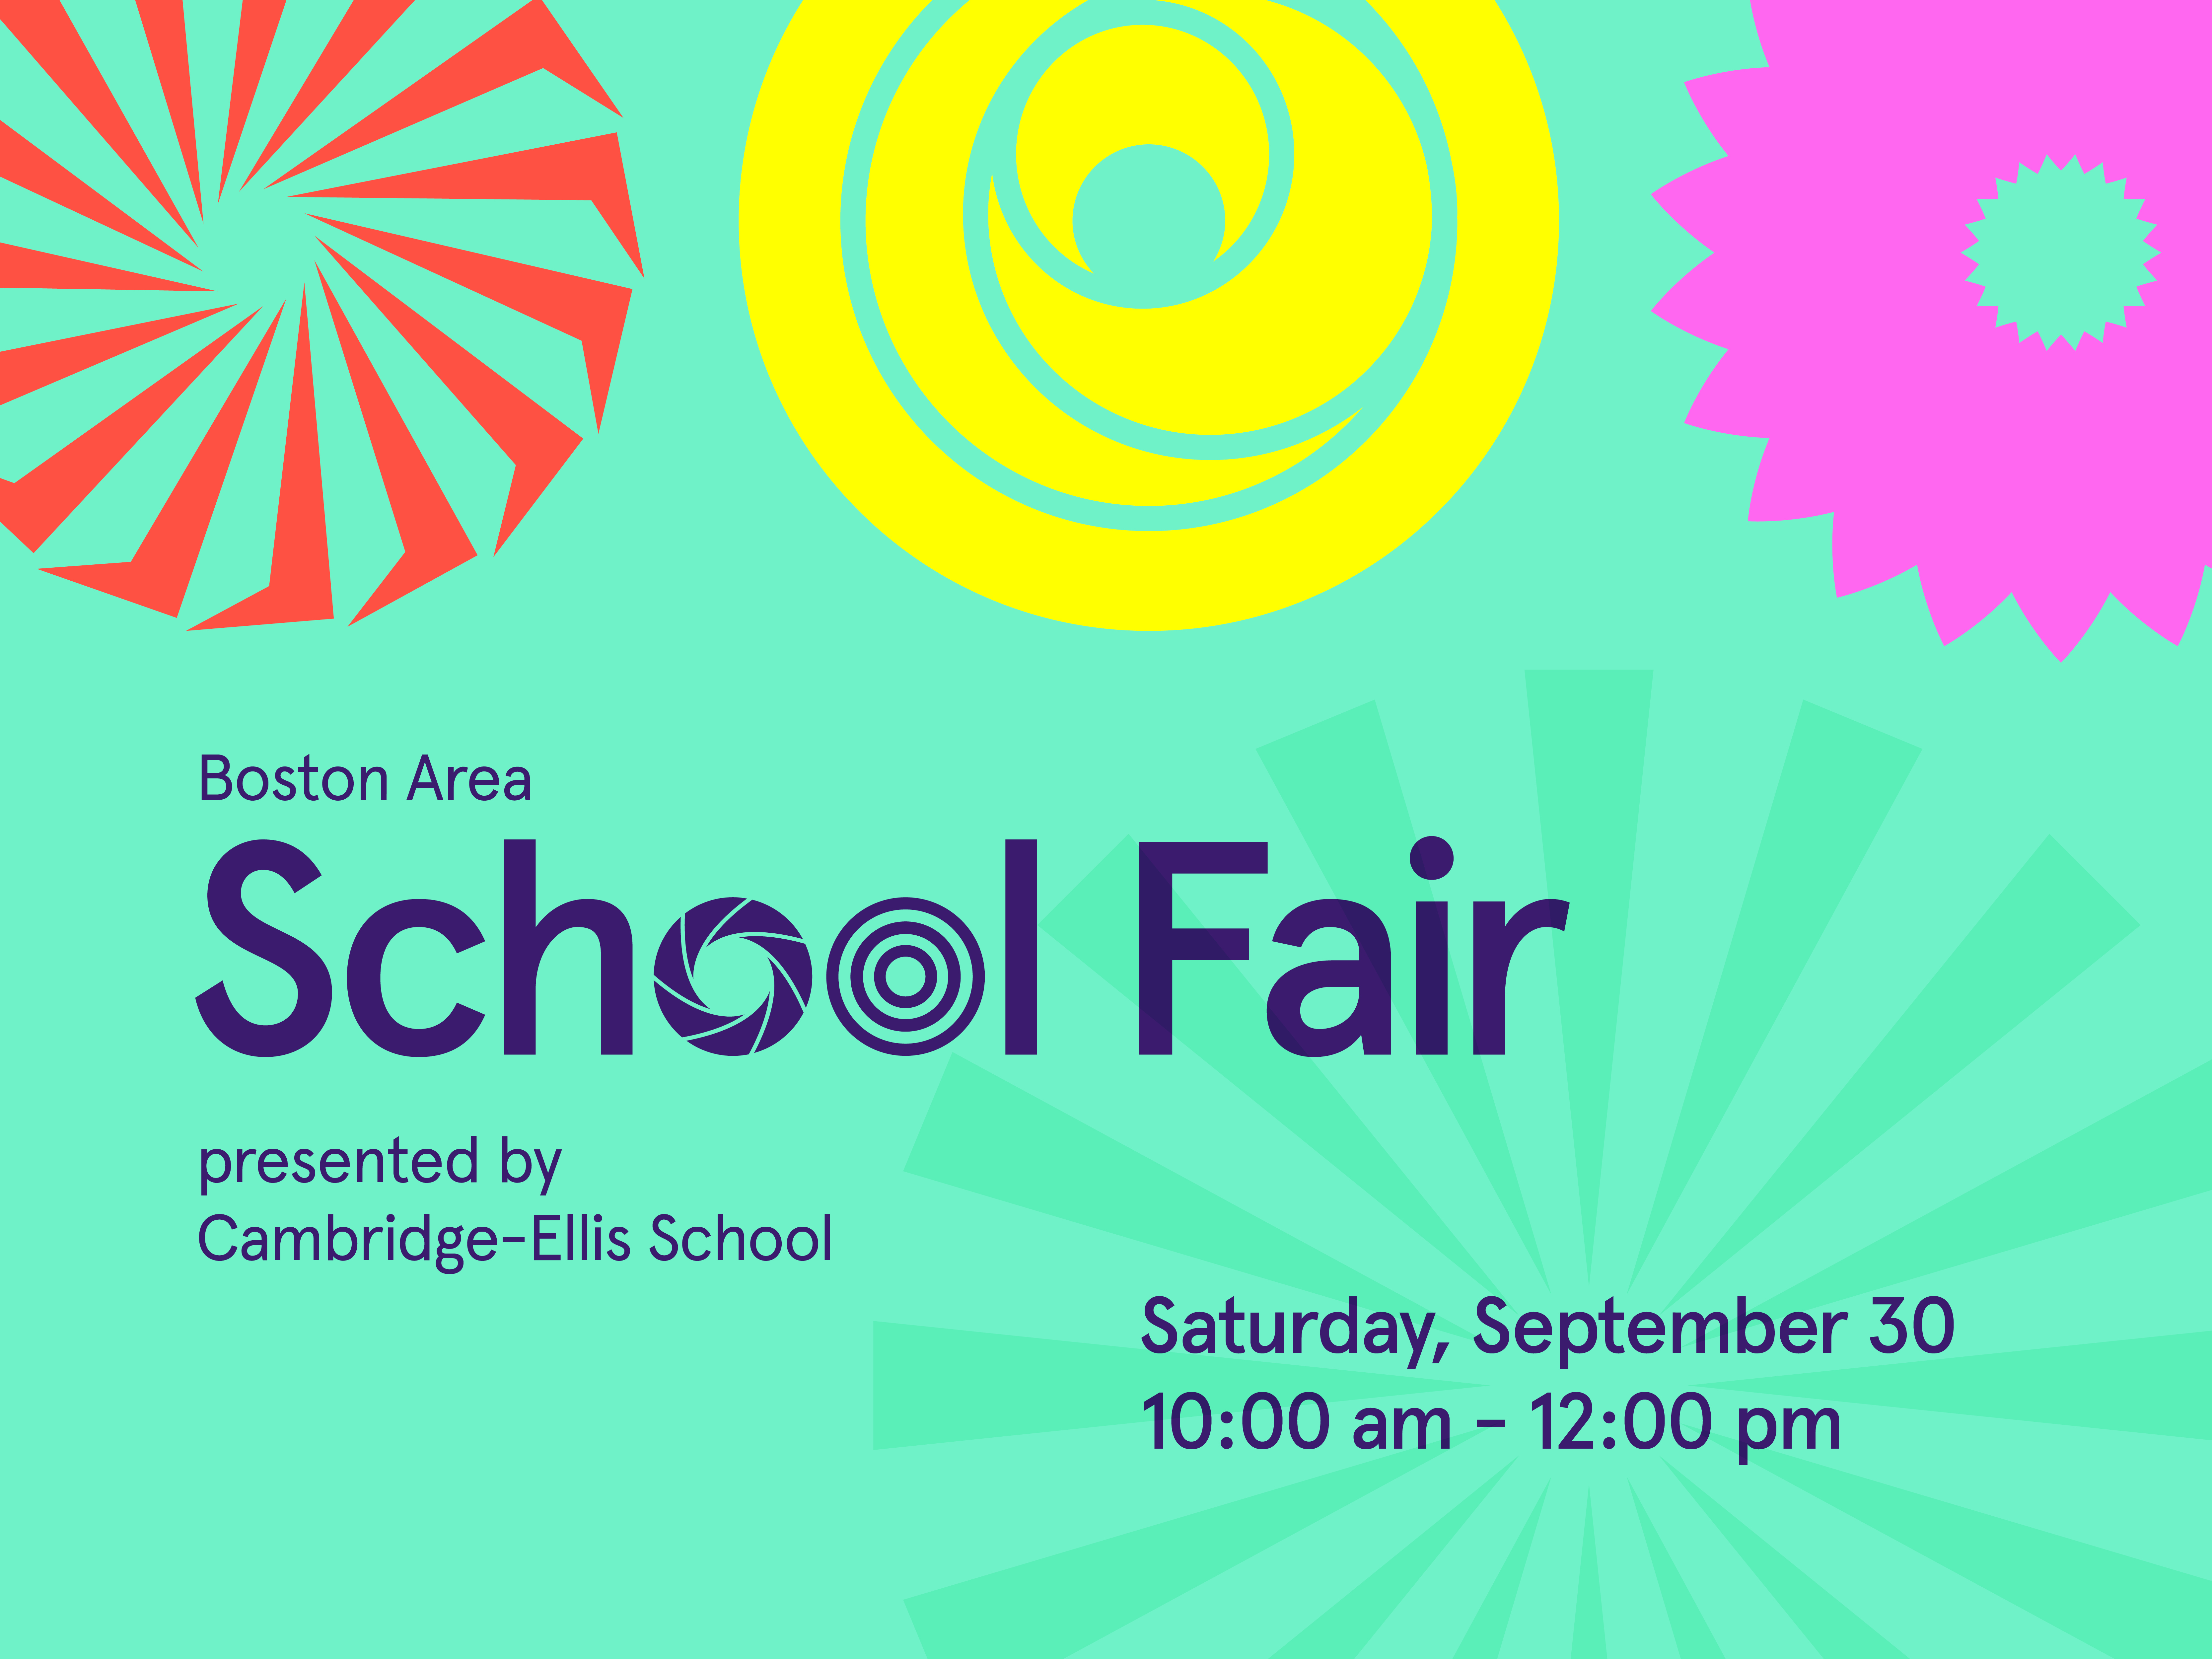 Boston Area
School Fair
presented by
Cambridge-Ellis School
Saturday, September 30
10:00 am – 12:00 pm